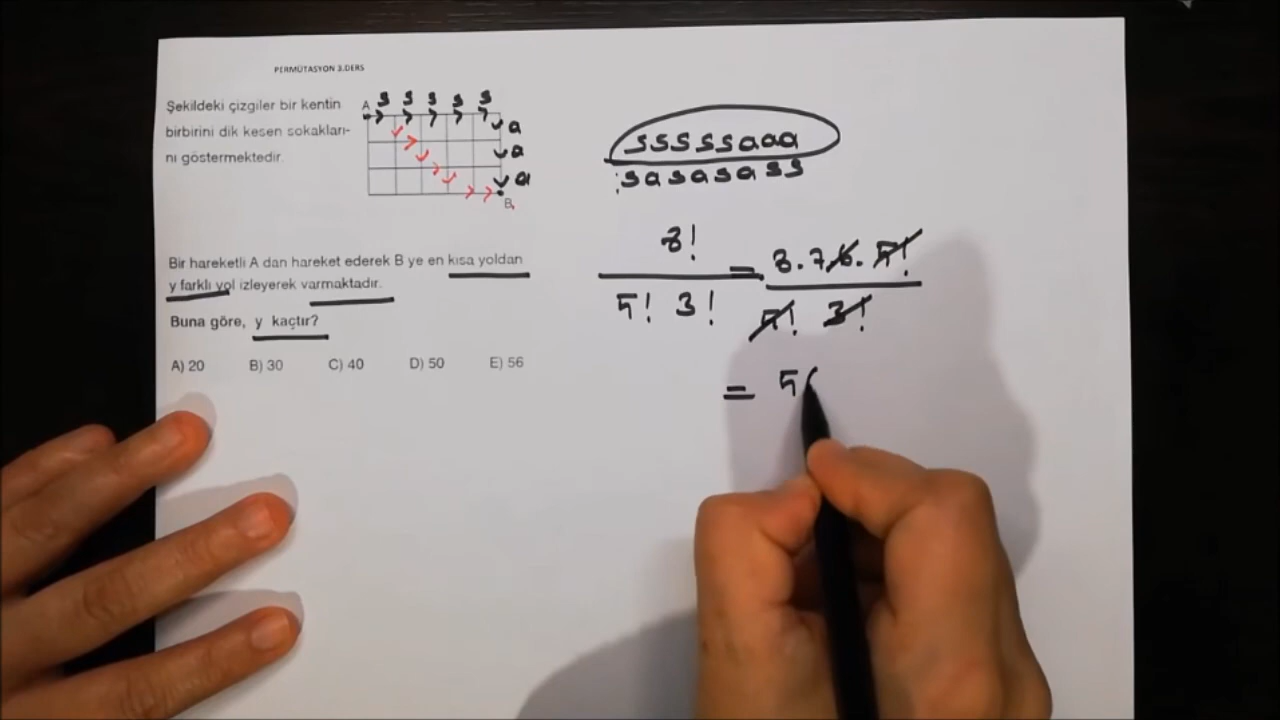 PERMÜTASYON 3.DERS
Şekildeki çizgiler bir kentin
birbirini dik kesen sokakları-
nı göstermektedir.
A s s s s s
a
a
a
B
Bir hareketli A dan hareket ederek B ye en kısa yoldan
y farklı yol izleyerek varmaktadır.
Buna göre, y kaçtır?
A) 20 B) 30 C) 40 D) 50 E) 56
sssssaaa
sasasass
8! = 8.7.6.5!
5! 3! 5! 3!
= 5